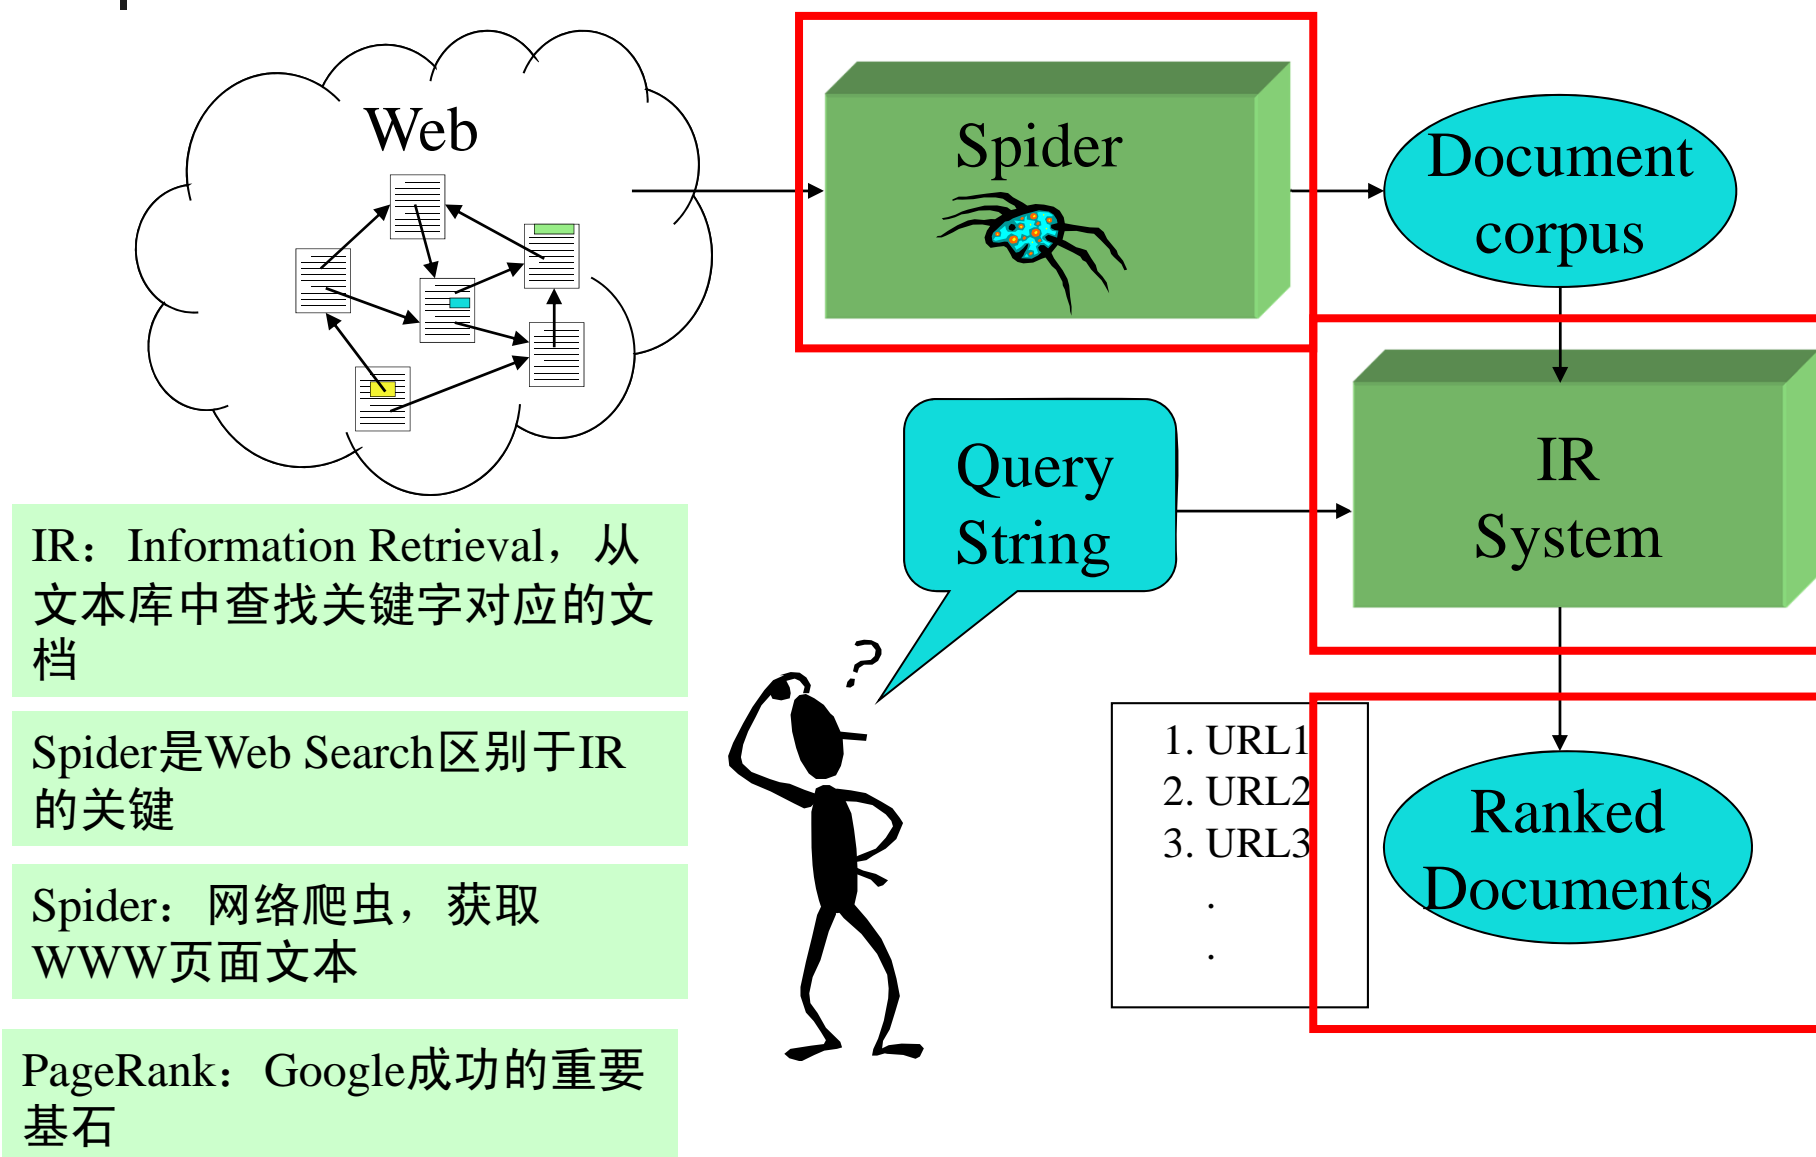 Web
Spider
Document
corpus
Query
String
IR
System
IR：Information Retrieval，从
文本库中查找关键字对应的文
档
Spider是Web Search区别于IR
的关键
Spider：网络爬虫，获取
WWW页面文本
PageRank：Google成功的重要
基石
?
1. URL1
2. URL2
3. URL3
.
.
Ranked
Documents